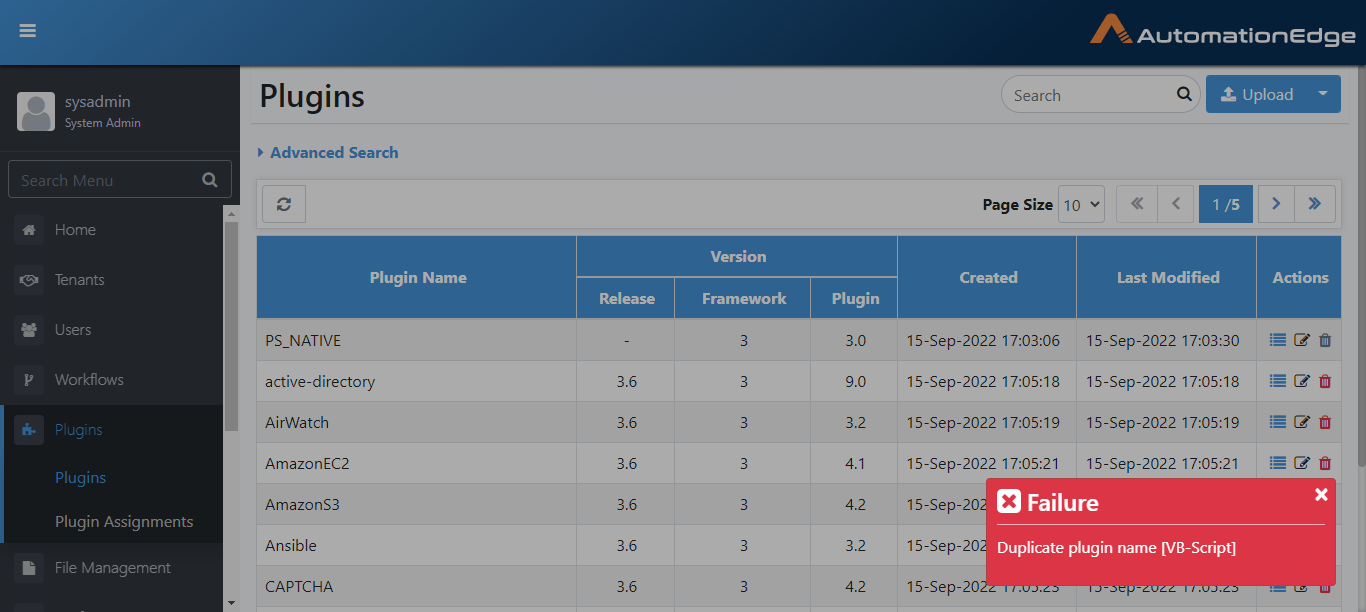 AutomationEdge
sysadmin
System Admin
Search Menu
Home
Tenants
Users
Workflows
Plugins
Plugins
Plugin Assignments
File Management
Plugins
Search
Upload
Advanced Search
Page Size 10 1 /5
Plugin Name Version Created Last Modified Actions
Release Framework Plugin
PS_NATIVE - 3 3.0 15-Sep-2022 17:03:06 15-Sep-2022 17:03:30
active-directory 3.6 3 9.0 15-Sep-2022 17:05:18 15-Sep-2022 17:05:18
AirWatch 3.6 3 3.2 15-Sep-2022 17:05:19 15-Sep-2022 17:05:19
AmazonEC2 3.6 3 4.1 15-Sep-2022 17:05:21 15-Sep-2022 17:05:21
AmazonS3 3.6 3 4.2 15-Sep-202
Ansible 3.6 3 3.2 15-Sep-202
CAPTCHA 3.6 3 4.2 15-Sep-2022 17:05:23 15-Sep-2022 17:05:23
Failure
Duplicate plugin name [VB-Script]